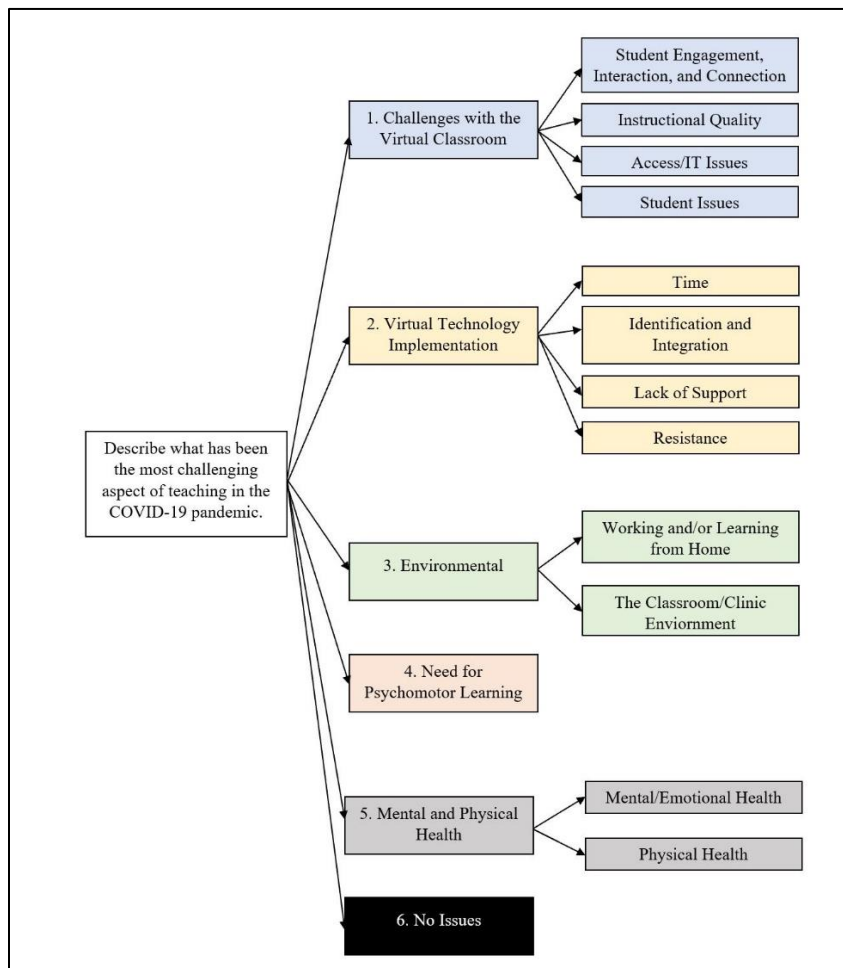 Student Engagement,
Interaction, and Connection
1. Challenges with the
Virtual Classroom
Instructional Quality
Access/IT Issues
Student Issues
Time
2. Virtual Technology
Implementation
Identification and
Integration
Lack of Support
Resistance
Describe what has been
the most challenging
aspect of teaching in the
COVID-19 pandemic.
Working and/or Learning
from Home
3. Environmental
The Classroom/Clinic
Enviornment
4. Need for
Psychomotor Learning
Mental/Emotional Health
5. Mental and Physical
Health
Physical Health
6. No Issues